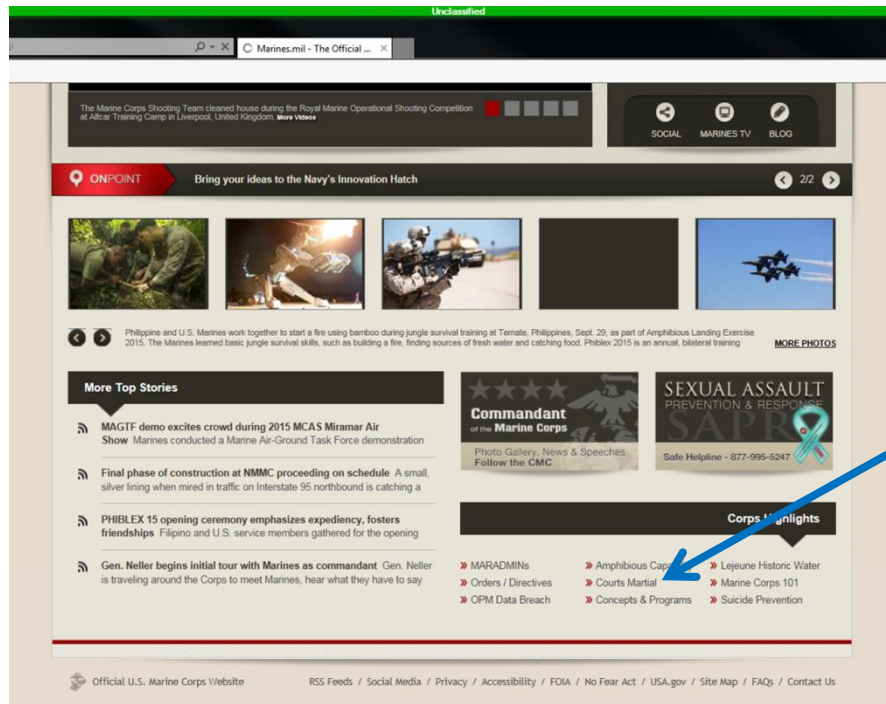 Unclassified
Marines.mil - The Official ...
The Marine Corps Shooting Team cleaned house during the Royal Marine Operational Shooting Competition
at Altcar Training Camp in Liverpool, United Kingdom. More Videos
SOCIAL MARINES TV BLOG
ONPOINT Bring your ideas to the Navy's Innovation Hatch 2/2
Philippine and U.S. Marines work together to start a fire using bamboo during jungle survival training at Ternate, Philippines, Sept. 29, as part of Amphibious Landing Exercise
2015. The Marines learned basic jungle survival skills, such as building a fire, finding sources of fresh water and catching food. Phiblex 2015 is an annual, bilateral training
MORE PHOTOS
More Top Stories
MAGTF demo excites crowd during 2015 MCAS Miramar Air
Show Marines conducted a Marine Air-Ground Task Force demonstration
Final phase of construction at NMMC proceeding on schedule A small,
silver lining when mired in traffic on Interstate 95 northbound is catching a
PHIBLEX 15 opening ceremony emphasizes expediency, fosters
friendships Filipino and U.S. service members gathered for the opening
Gen. Neller begins initial tour with Marines as commandant Gen. Neller
is traveling around the Corps to meet Marines, hear what they have to say
Commandant
of the Marine Corps
Photo Gallery, News & Speeches
Follow the CMC
SEXUAL ASSAULT
PREVENTION & RESPONSE
SAPR
Safe Helpline - 877-995-5247
Corps Highlights
» MARADMINs » Amphibious » Lejeune Historic Water
» Orders / Directives » Courts Martial » Marine Corps 101
» OPM Data Breach » Concepts & Programs » Suicide Prevention
Official U.S. Marine Corps Website RSS Feeds / Social Media / Privacy / Accessibility / FOIA / No Fear Act / USA.gov / Site Map / FAQs / Contact Us